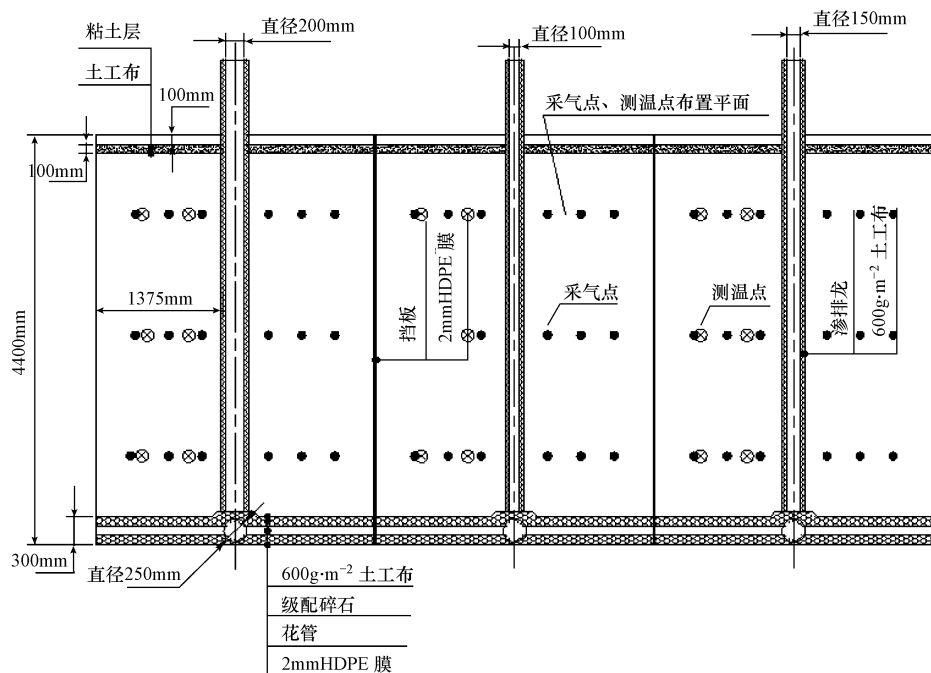 粘土层
土工布
直径200mm
直径100mm
直径150mm
100mm
100mm
采气点、测温点布置平面
1375mm
4400mm
挡板
2mmHDPE 膜
采气点
测温点
渗排龙
600g·m⁻² 土工布
300mm
直径250mm
600g·m⁻² 土工布
级配碎石
花管
2mmHDPE 膜